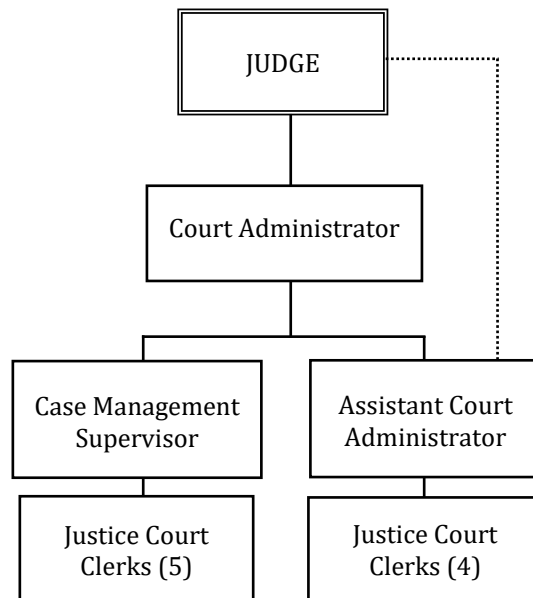 JUDGE
Court Administrator
Case Management
Supervisor
Assistant Court
Administrator
Justice Court
Clerks (5)
Justice Court
Clerks (4)